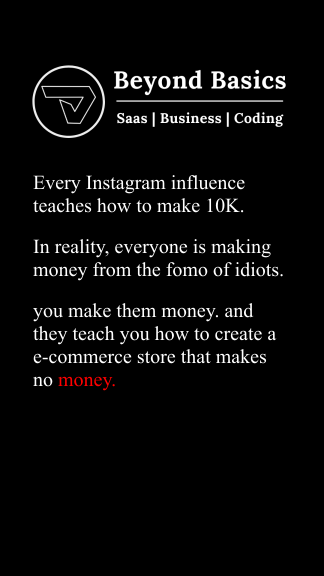 Beyond Basics
Saas | Business | Coding
Every Instagram influence
teaches how to make 10K.
In reality, everyone is making
money from the fomo of idiots.
you make them money. and
they teach you how to create a
e-commerce store that makes
no money.